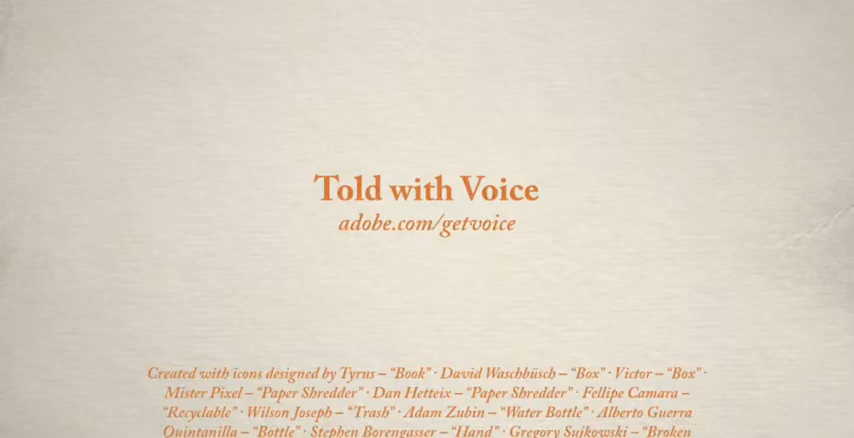 Told with Voice
adobe.com/getvoice
Created with icons designed by Tyrus – “Book” · David Waschbüsch – “Box” · Victor – “Box” ·
Mister Pixel – “Paper Shredder” · Dan Hetteix – “Paper Shredder” · Fellipe Camara –
“Recyclable” · Wilson Joseph – “Trash” · Adam Zubin – “Water Bottle” · Alberto Guerra
Quintanilla – “Bottle” · Stephen Borengasser – “Hand” · Gregory Sujkowski – “Broken